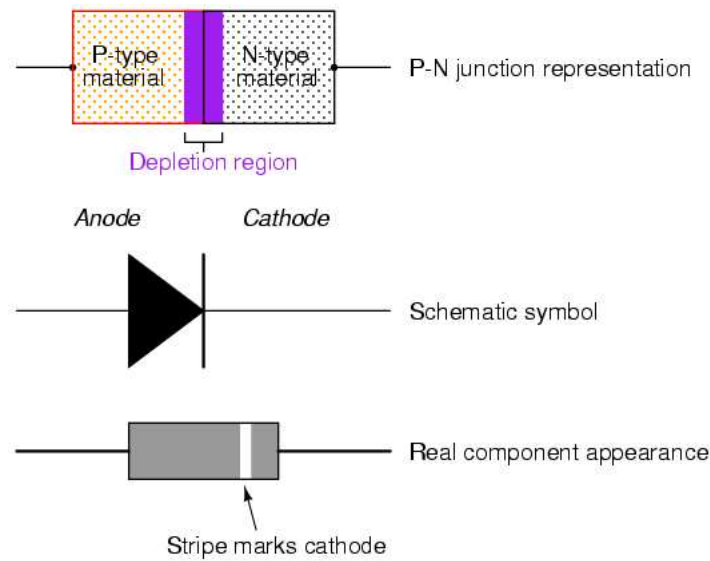 P-type
material
N-type
material
P-N junction representation
Depletion region
Anode
Cathode
Schematic symbol
Real component appearance
Stripe marks cathode